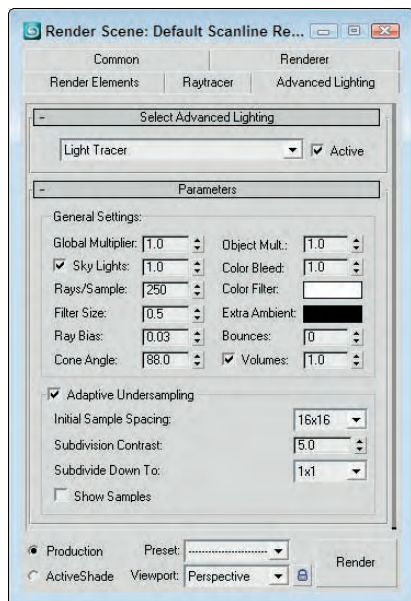 Render Scene: Default Scanline Re...
Common Renderer
Render Elements Raytracer Advanced Lighting
- Select Advanced Lighting
Light Tracer Active
- Parameters
General Settings:
Global Multiplier: 1.0 Object Mult.: 1.0
Sky Lights: 1.0 Color Bleed: 1.0
Rays/Sample: 250 Color Filter:
Filter Size: 0.5 Extra Ambient:
Ray Bias: 0.03 Bounces: 0
Cone Angle: 88.0 Volumes: 1.0
Adaptive Undersampling
Initial Sample Spacing: 16x16
Subdivision Contrast: 5.0
Subdivide Down To: 1x1
Show Samples
Production Preset: --------------------
ActiveShade Viewport: Perspective Render